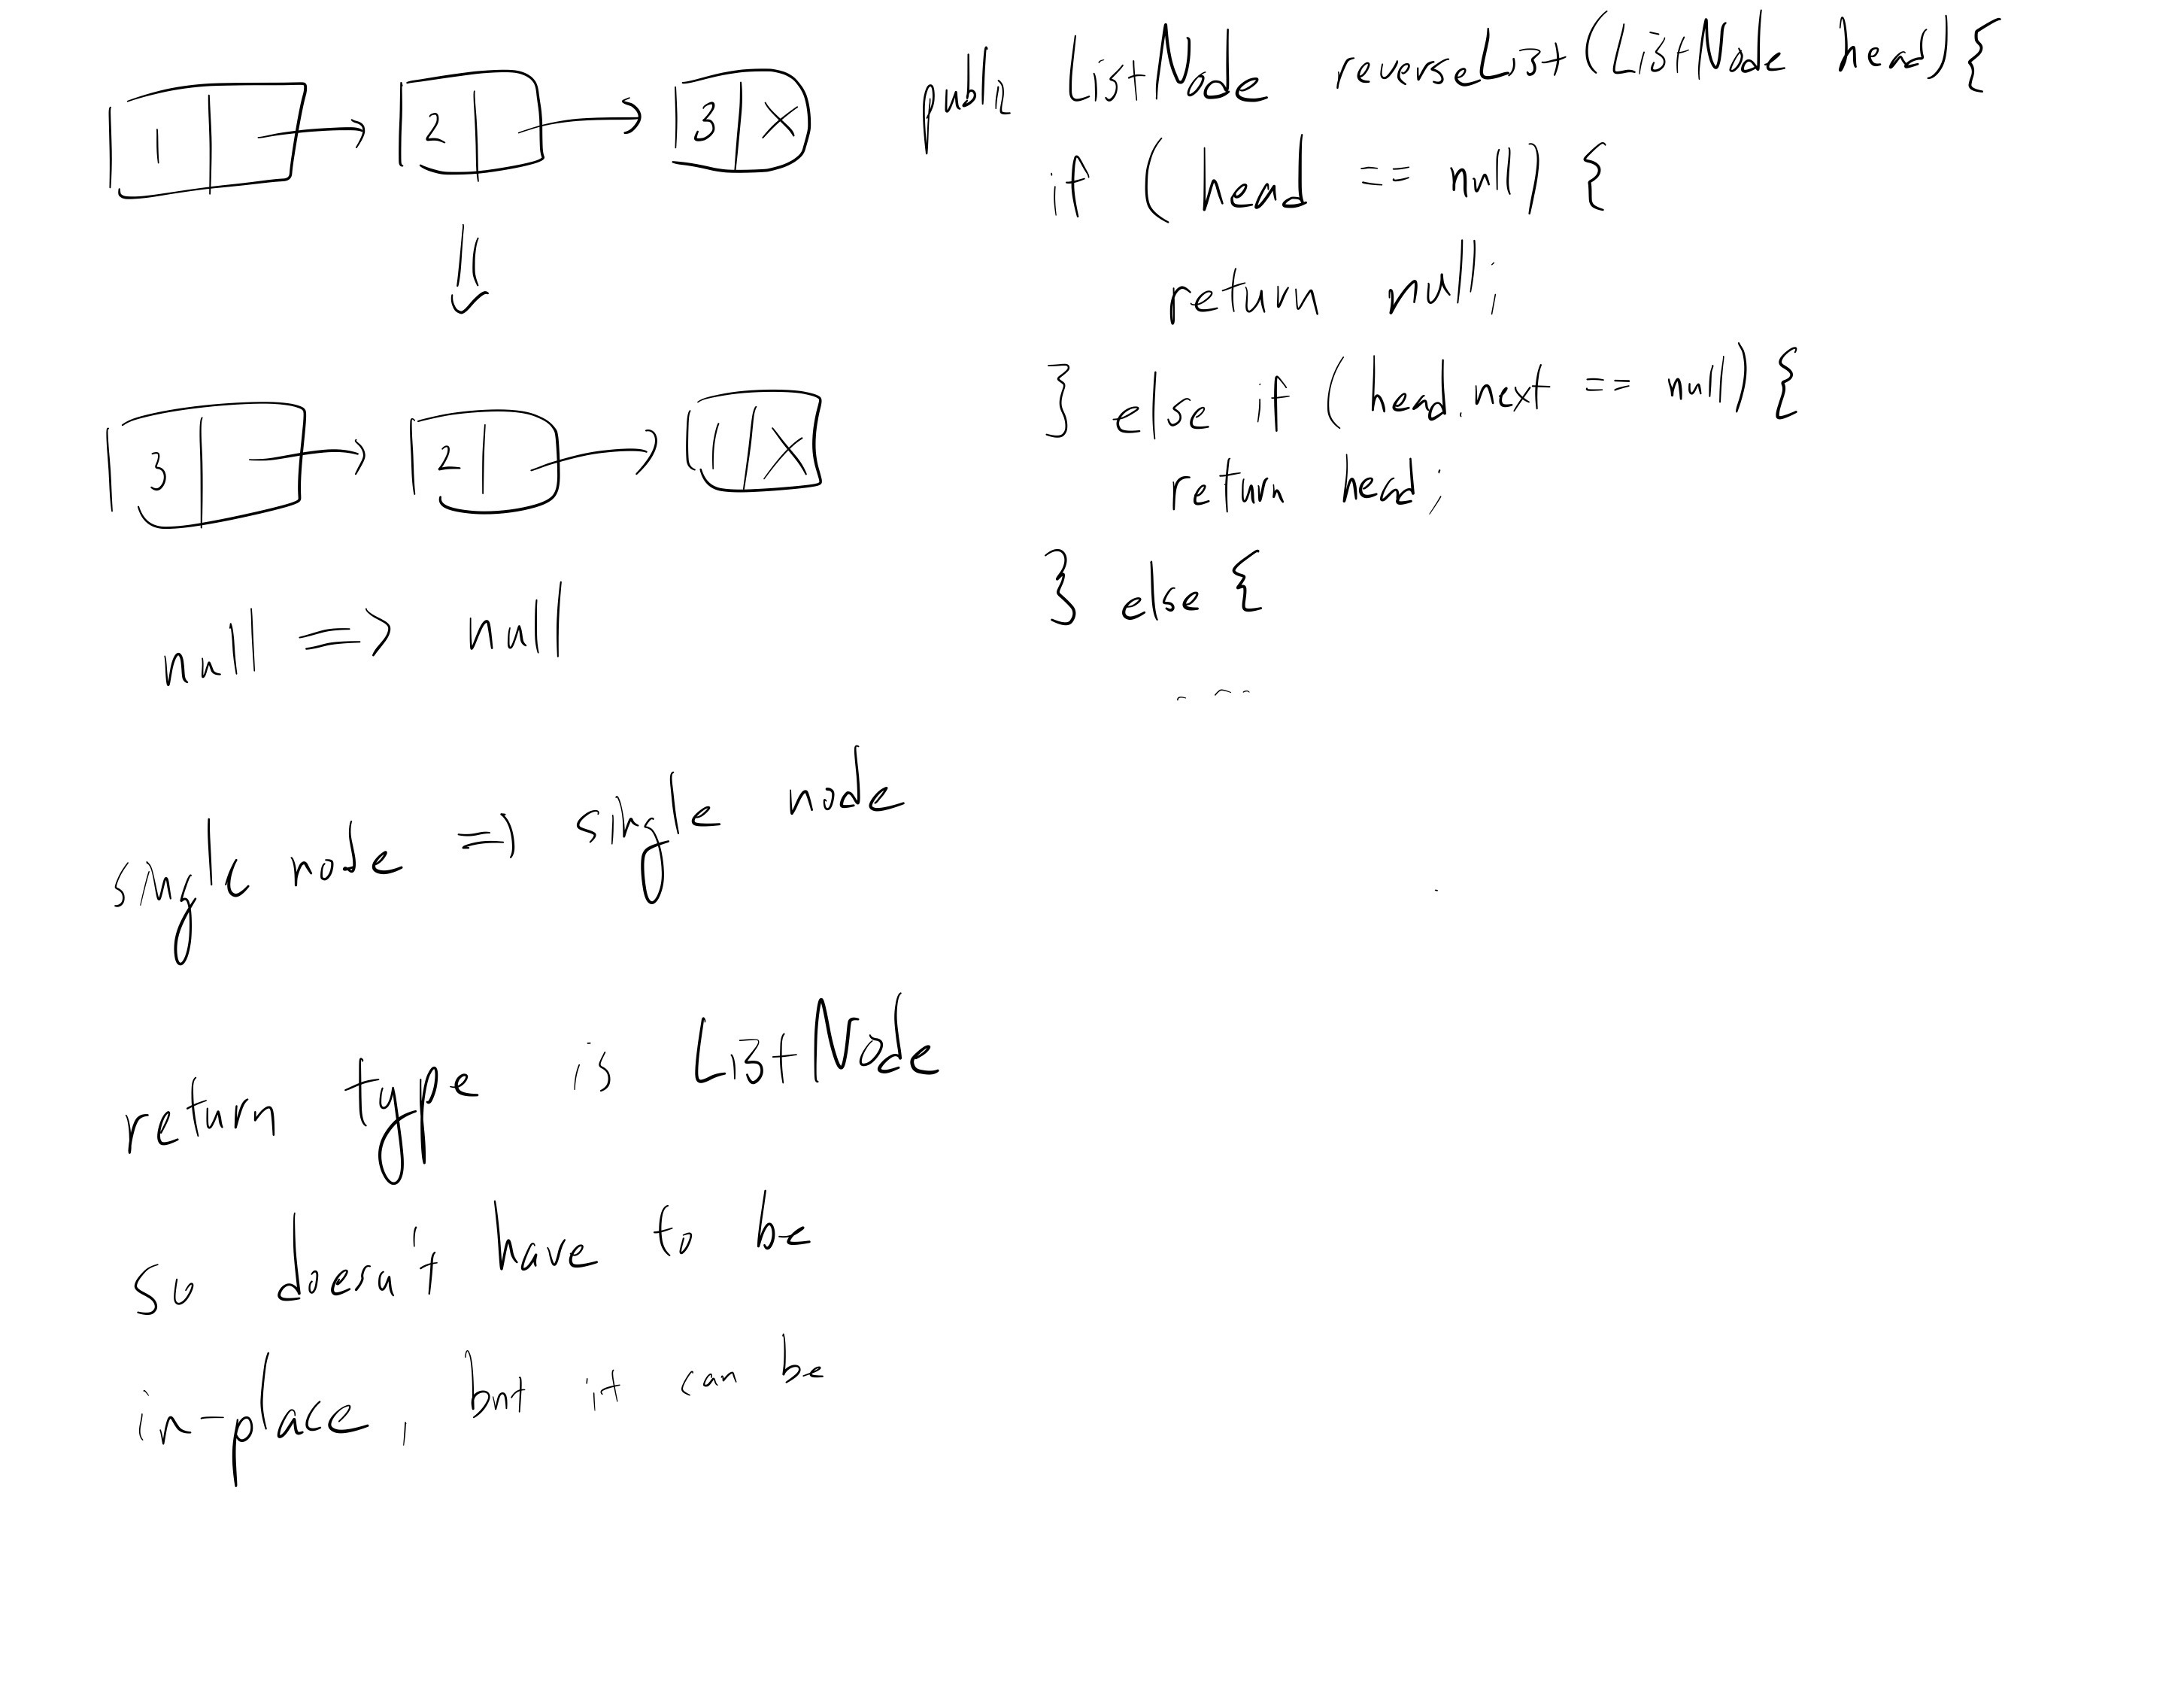 1 2 3 X
3 2 1 X
null => null
single node => single node
return type is ListNode
so doesn't have to be
in-place, but it can be
public ListNode reverseList(ListNode head) {
if (head == null) {
return null;
} else if (head.next == null) {
return head;
} else {
...